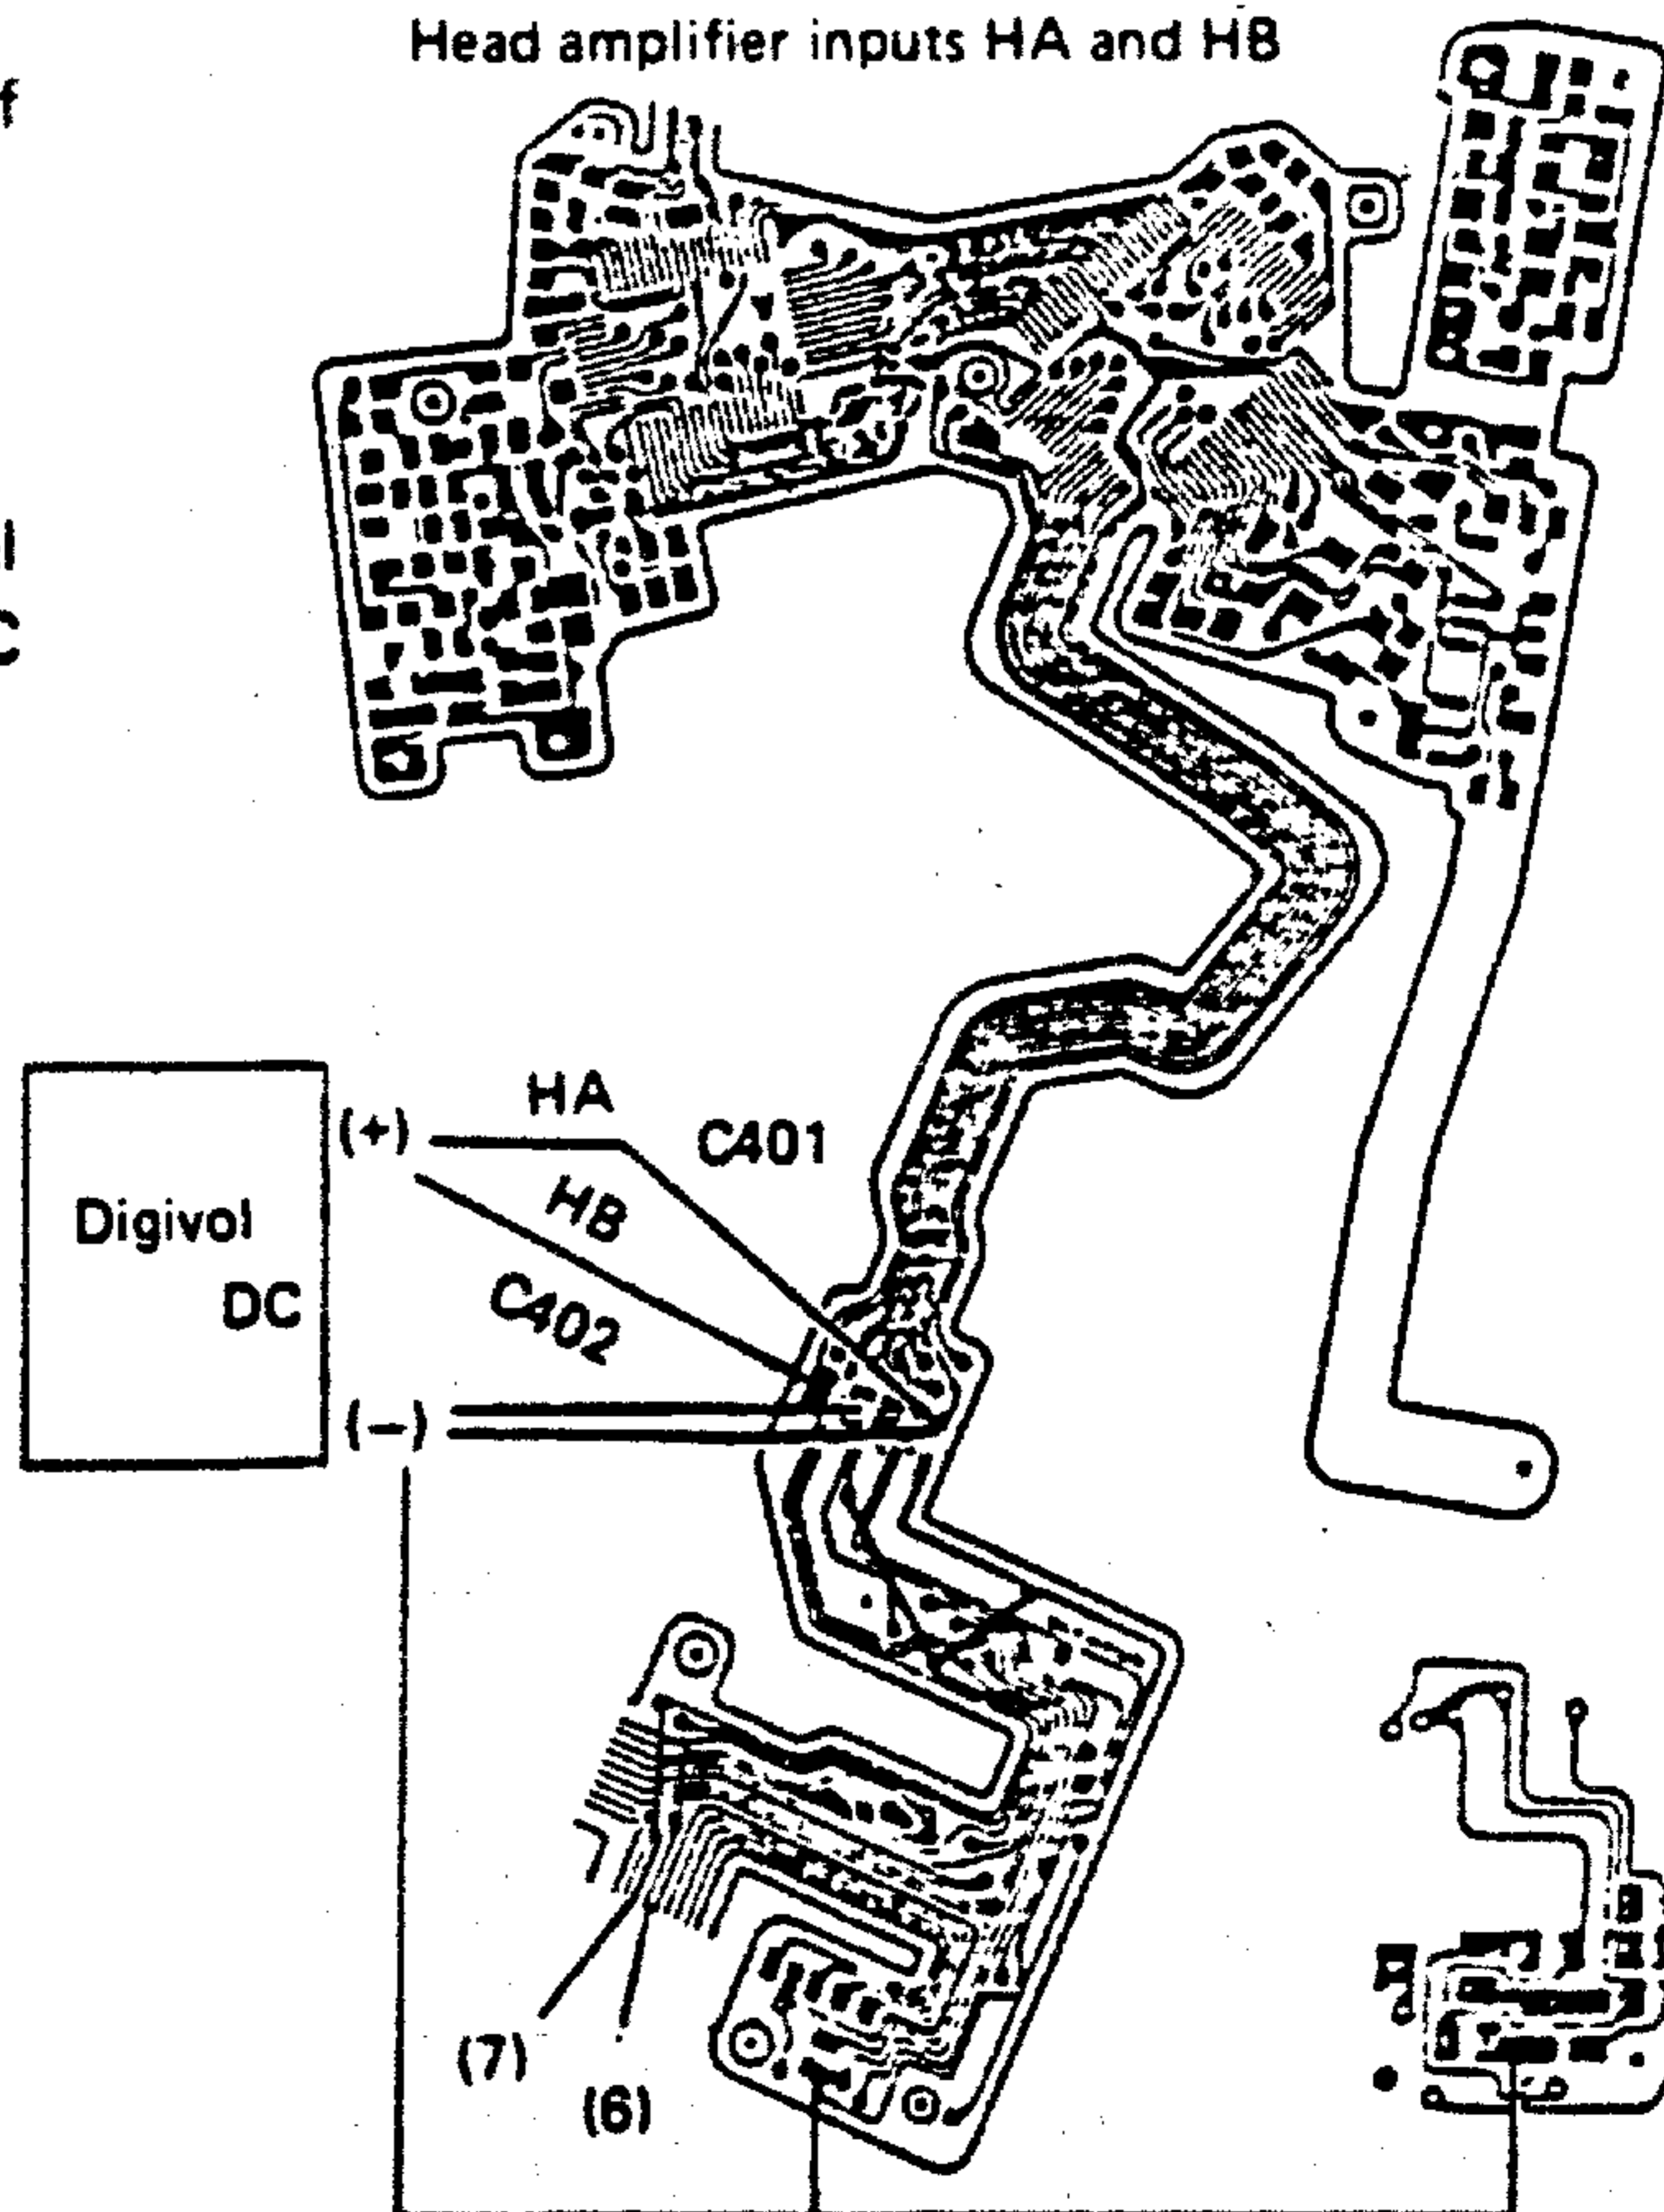 Head amplifier inputs HA and HB
f
l
C
HA
(+)
C401
HB
Digivol
DC
C402
(−)
(7)
(6)